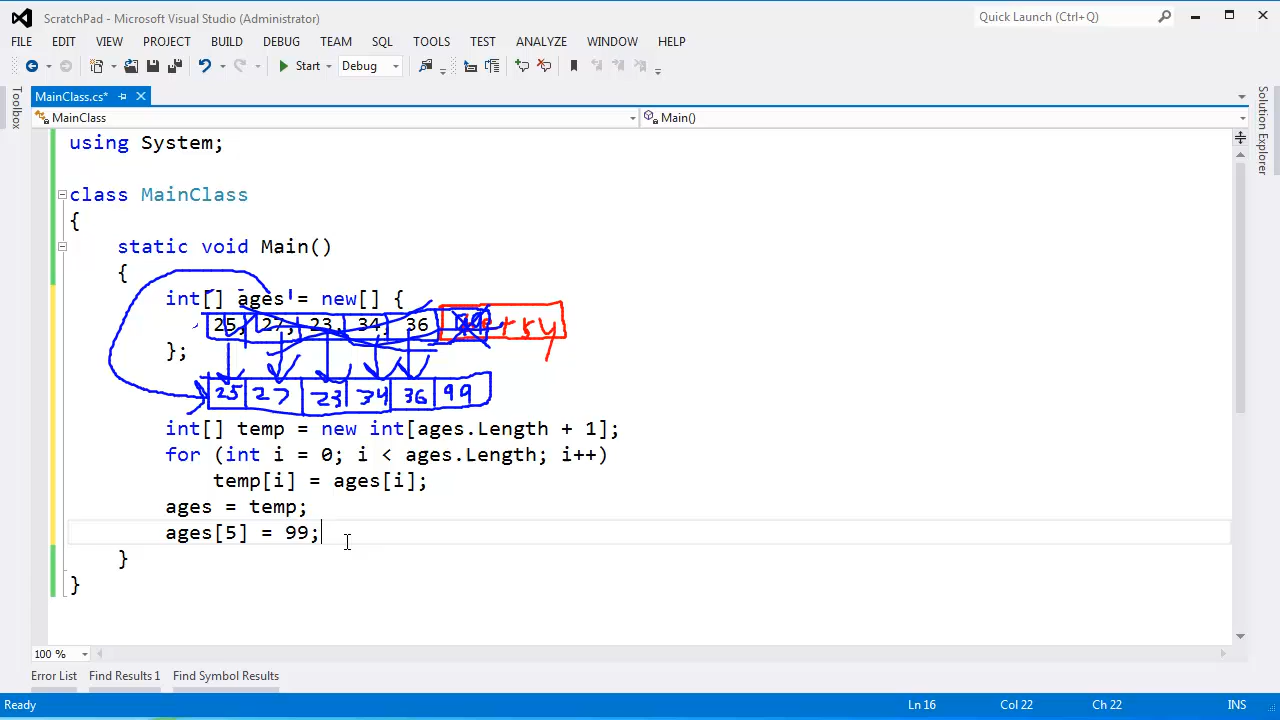 ScratchPad - Microsoft Visual Studio (Administrator)
Quick Launch (Ctrl+Q)
FILE EDIT VIEW PROJECT BUILD DEBUG TEAM SQL TOOLS TEST ANALYZE WINDOW HELP
Start Debug
Toolbox
MainClass.cs*
Solution Explorer
MainClass Main()
using System;
class MainClass
{
static void Main()
{
int[] ages = new[] {
25, 27, 23, 34, 36
};
25 27 23 34 36 99
int[] temp = new int[ages.Length + 1];
for (int i = 0; i < ages.Length; i++)
temp[i] = ages[i];
ages = temp;
ages[5] = 99;
}
}
100 %
Error List Find Results 1 Find Symbol Results
Ready Ln 16 Col 22 Ch 22 INS